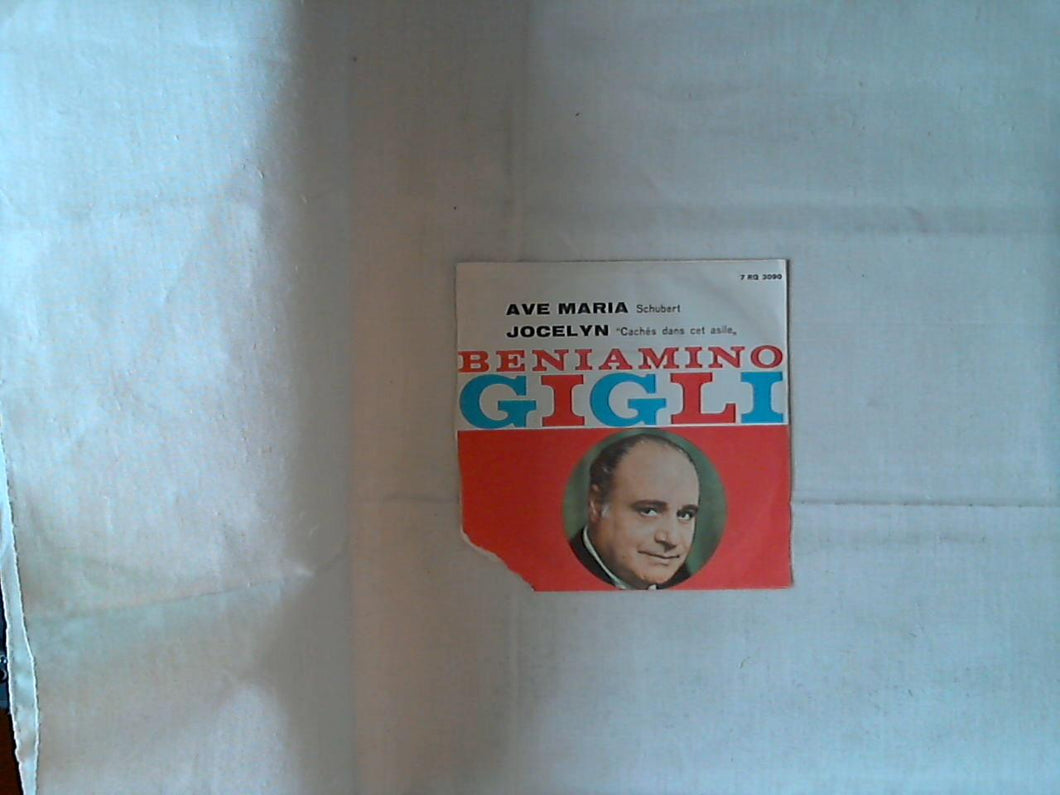 7 RQ 3090
AVE MARIA Schubert
JOCELYN "Cachés dans cet asile„
BENIAMINO
GIGLI